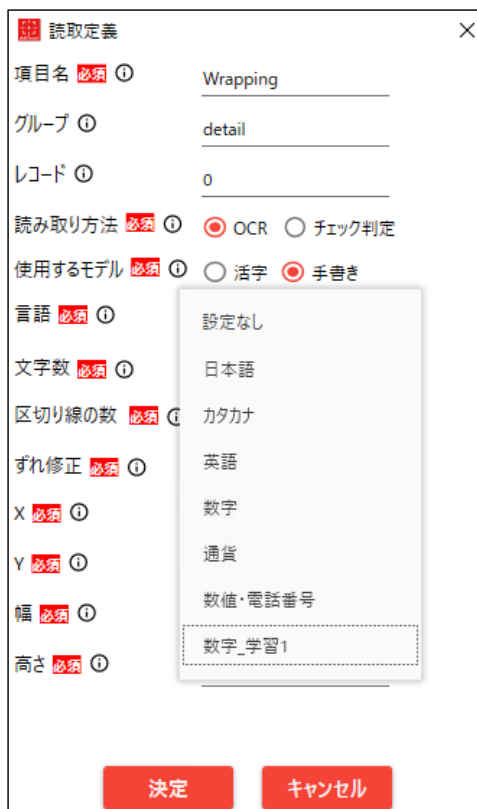 読取定義
項目名 必須
Wrapping
グループ
detail
レコード
0
読み取り方法 必須 OCR チェック判定
使用するモデル 必須 活字 手書き
言語 必須
設定なし
文字数 必須
日本語
区切り線の数 必須
カタカナ
ずれ修正 必須
英語
X 必須
数字
Y 必須
通貨
幅 必須
数値・電話番号
高さ 必須
数字_学習1
決定 キャンセル